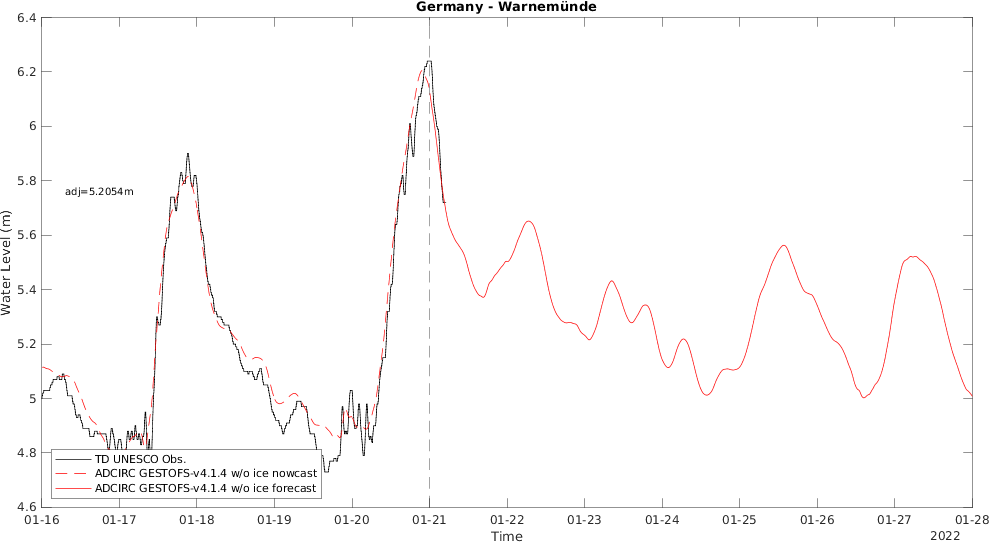 Germany - Warnemünde
6.4
6.2
6
5.8
5.6
5.4
5.2
5
4.8
4.6
Water Level (m)
adj=5.2054m
TD UNESCO Obs.
ADCIRC GESTOFS-v4.1.4 w/o ice nowcast
ADCIRC GESTOFS-v4.1.4 w/o ice forecast
01-16 01-17 01-18 01-19 01-20 01-21 01-22 01-23 01-24 01-25 01-26 01-27 01-28
Time
2022